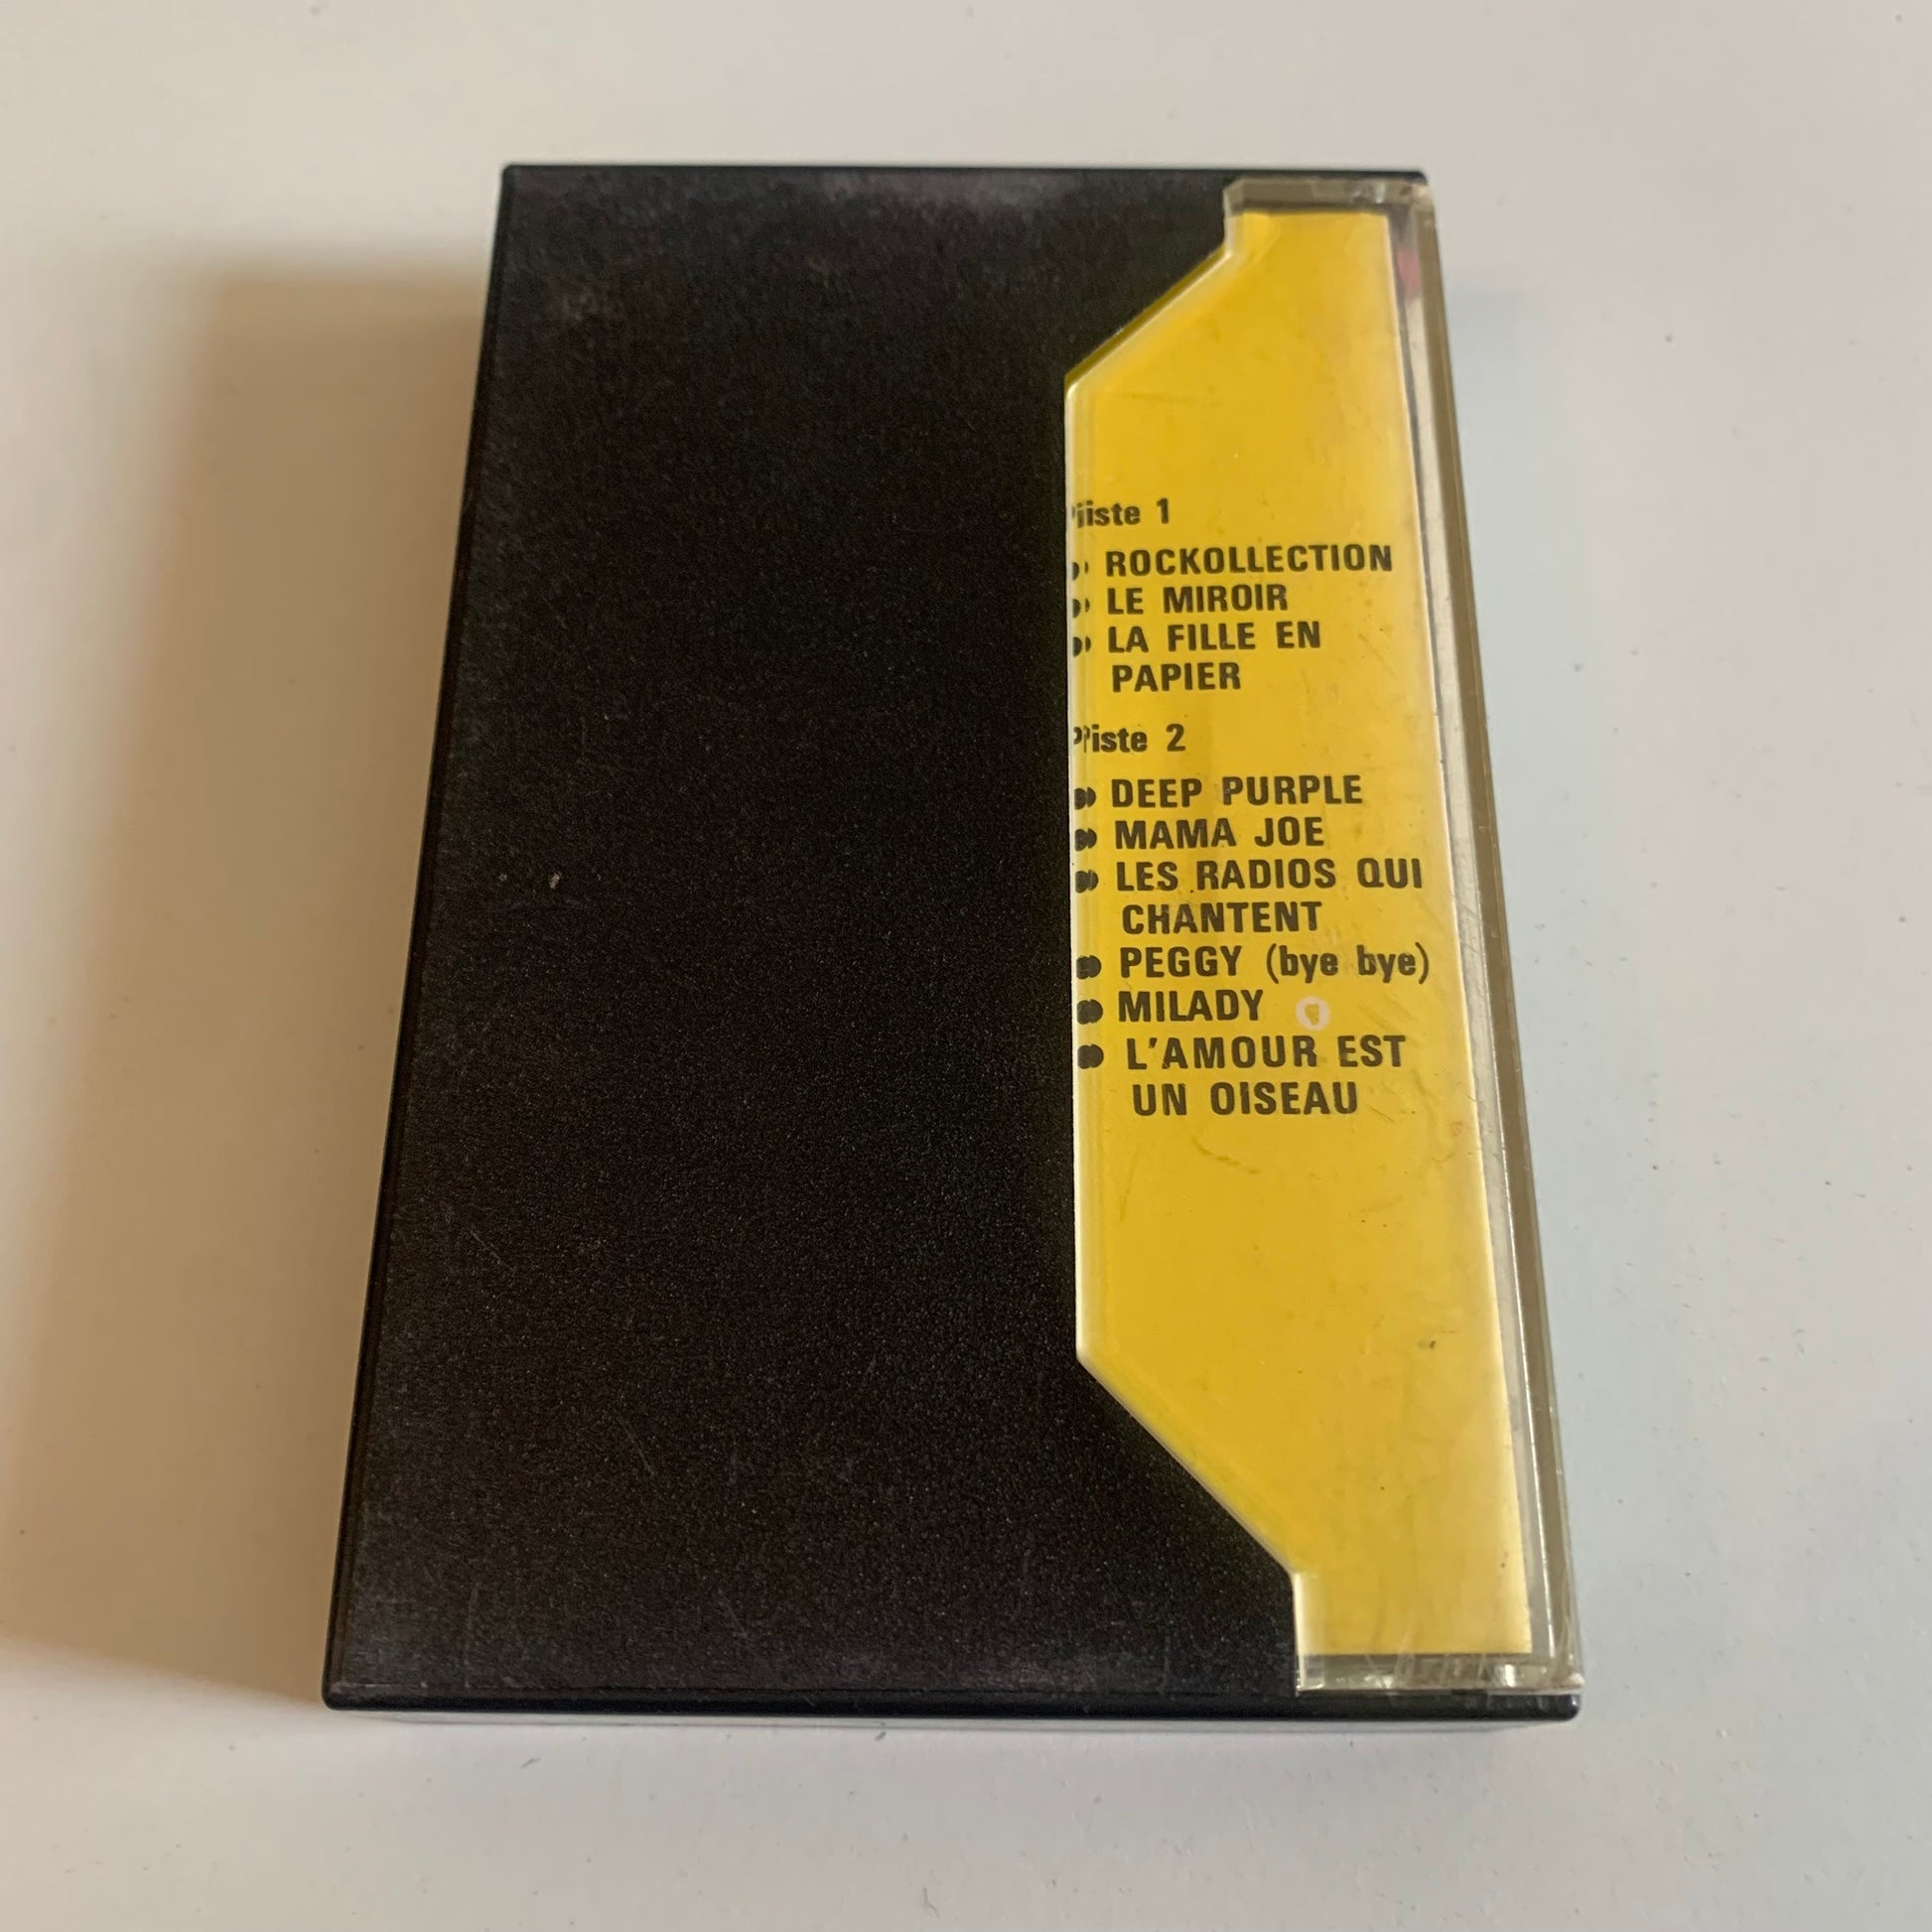 Piste 1
• ROCKOLLECTION
• LE MIROIR
• LA FILLE EN
PAPIER
Piste 2
• DEEP PURPLE
• MAMA JOE
• LES RADIOS QUI
CHANTENT
• PEGGY (bye bye)
• MILADY
• L'AMOUR EST
UN OISEAU